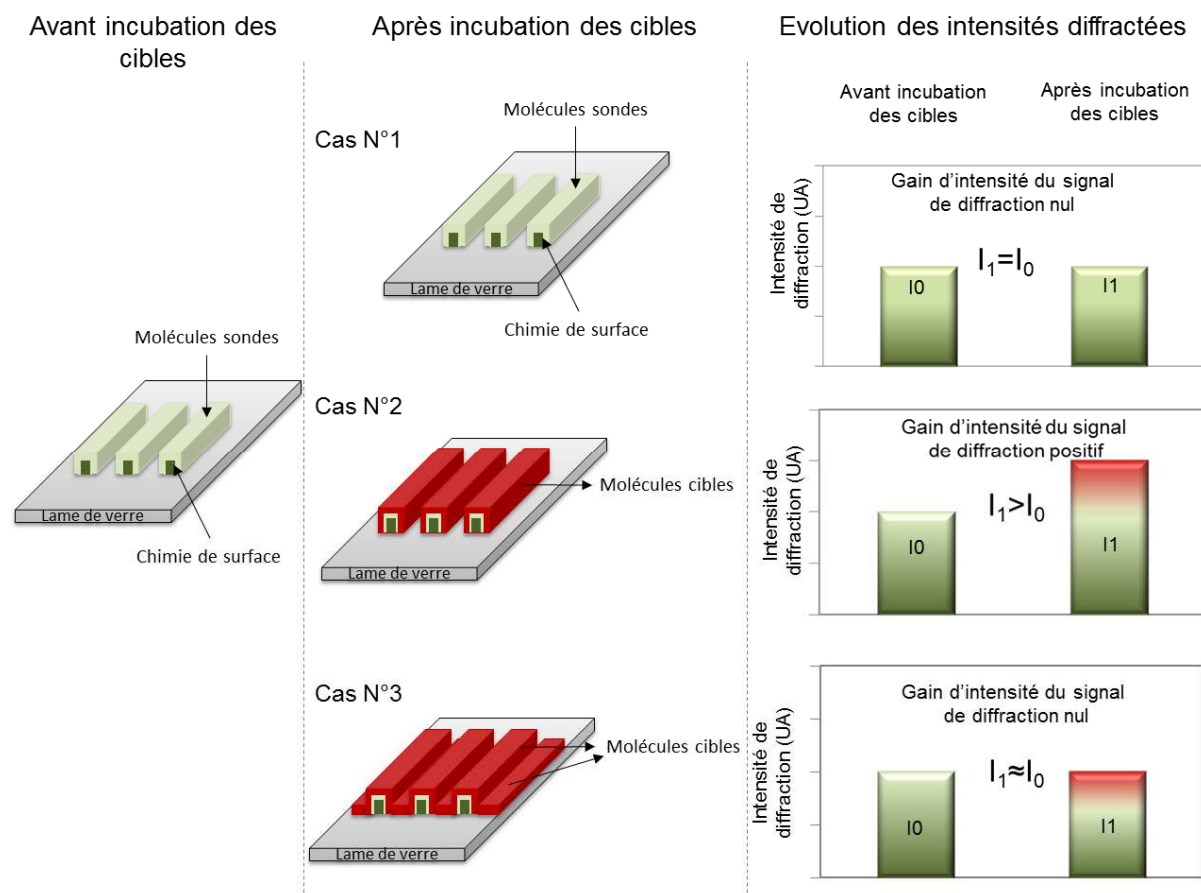 Avant incubation des
cibles
Après incubation des cibles
Evolution des intensités diffractées
Molécules sondes
Lame de verre
Chimie de surface
Cas N°1
Molécules sondes
Lame de verre
Chimie de surface
Cas N°2
Molécules cibles
Lame de verre
Cas N°3
Molécules cibles
Lame de verre
Avant incubation
des cibles
Après incubation
des cibles
Intensité de
diffraction (UA)
Gain d'intensité du signal
de diffraction nul
I1=I0
I0
I1
Intensité de
diffraction (UA)
Gain d'intensité du signal
de diffraction positif
I1>I0
I0
I1
Intensité de
diffraction (UA)
Gain d'intensité du signal
de diffraction nul
I1≈I0
I0
I1